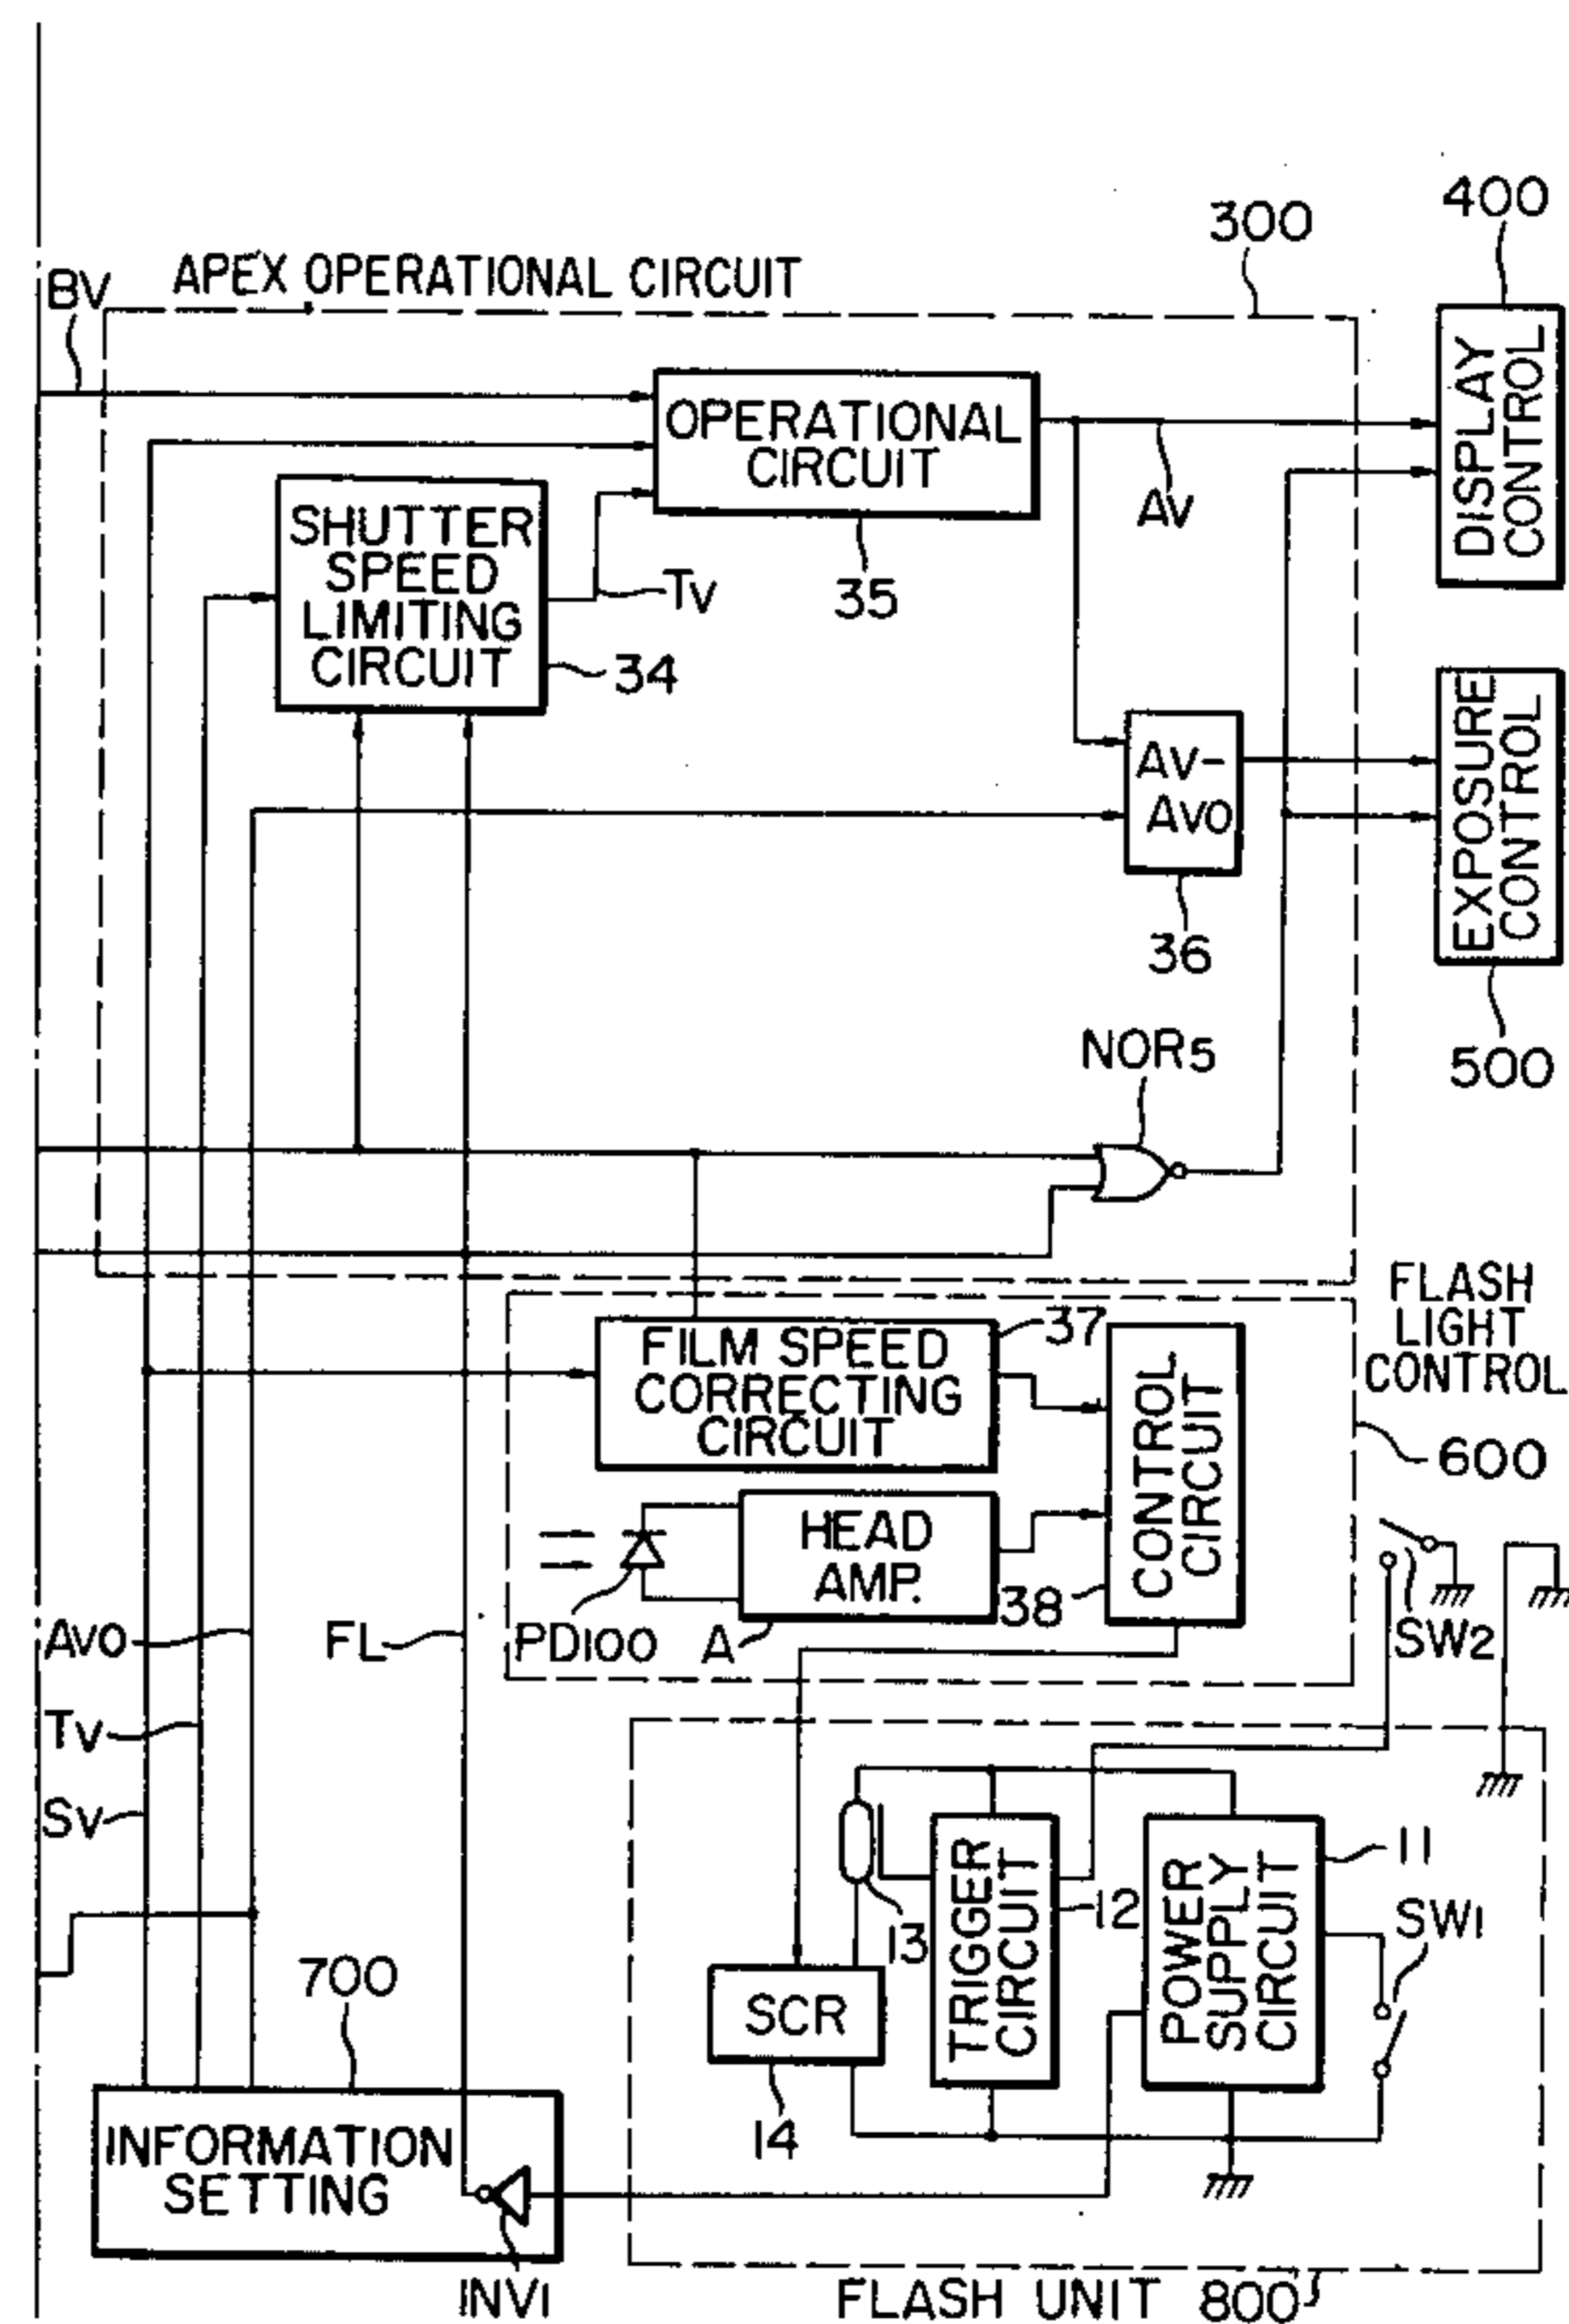 400
300
APEX OPERATIONAL CIRCUIT
BV
OPERATIONAL
CIRCUIT
35
AV
DISPLAY
CONTROL
SHUTTER
SPEED
LIMITING
CIRCUIT
34
TV
AV-
AVO
36
EXPOSURE
CONTROL
500
NOR5
FLASH
LIGHT
CONTROL
600
FILM SPEED
CORRECTING
CIRCUIT
37
CONTROL
CIRCUIT
38
HEAD
AMP.
A
PD100
SW2
AVO
FL
TV
SV
13
TRIGGER
CIRCUIT
12
POWER
SUPPLY
CIRCUIT
11
SW1
SCR
14
700
INFORMATION
SETTING
INV1
FLASH UNIT 800